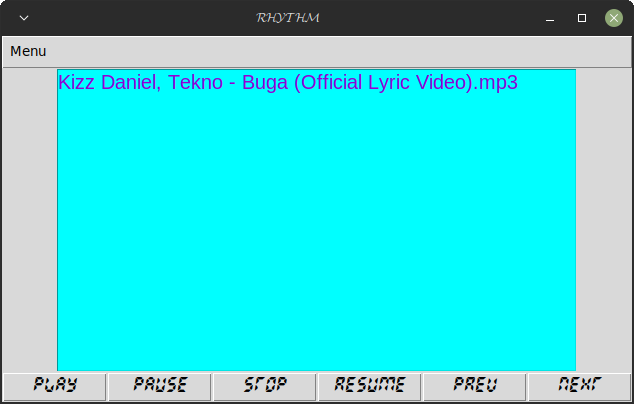 RHYTHM
Menu
Kizz Daniel, Tekno - Buga (Official Lyric Video).mp3
PLAY PAUSE STOP RESUME PREV NEXT